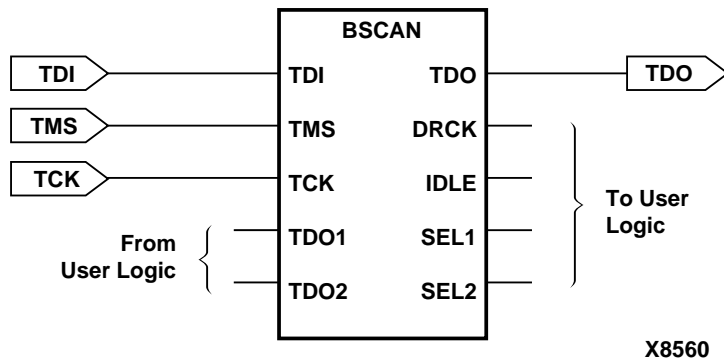 BSCAN
TDI TDI TDO TDO
TMS TMS DRCK
TCK TCK IDLE
To User
Logic
From
User Logic
TDO1 SEL1
TDO2 SEL2
X8560